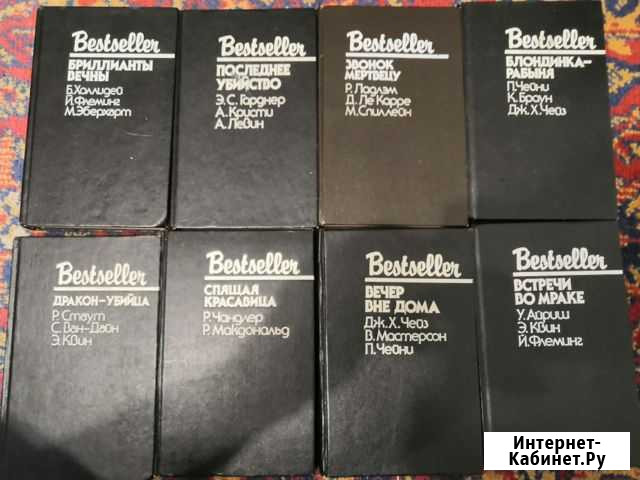 Bestseller
БРИЛЛИАНТЫ
ВЕЧНЫ
Б.Холлидей
Й.Флеминг
М.Эберхарт
Bestseller
ПОСЛЕДНЕЕ
УБИЙСТВО
Э.С.Гарднер
А.Кристи
А.Левин
Bestseller
ЗВОНОК
МЕРТВЕЦУ
Р.Ладлэм
Д.Ле Карре
М.Спиллейн
Bestseller
БЛОНДИНКА-
РАБЫНЯ
П.Чейни
К.Браун
Дж.Х.Чейз
Bestseller
ДРАКОН-УБИЙЦА
Р.Стаут
С.Ван-Дайн
Э.Квин
Bestseller
СПЯЩАЯ
КРАСАВИЦА
Р.Чандлер
Р.Макдональд
Bestseller
ВЕЧЕР
ВНЕ ДОМА
Дж.Х.Чейз
В.Мастерсон
П.Чейни
Bestseller
ВСТРЕЧИ
ВО МРАКЕ
У.Айриш
Э.Квин
Й.Флеминг
Интернет-
Кабинет.Ру